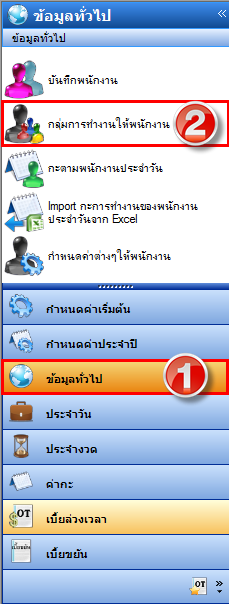 ข้อมูลทั่วไป
ข้อมูลทั่วไป
บันทึกพนักงาน
กลุ่มการทำงานให้พนักงาน
2
กะตามพนักงานประจำวัน
Import กะการทำงานของพนักงาน
ประจำวันจาก Excel
กำหนดค่าต่างๆให้พนักงาน
กำหนดค่าเริ่มต้น
กำหนดค่าประจำปี
ข้อมูลทั่วไป
1
ประจำวัน
ประจำงวด
ค่ากะ
OT
เบี้ยล่วงเวลา
เบี้ยขยัน
เบี้ยขยัน
OT